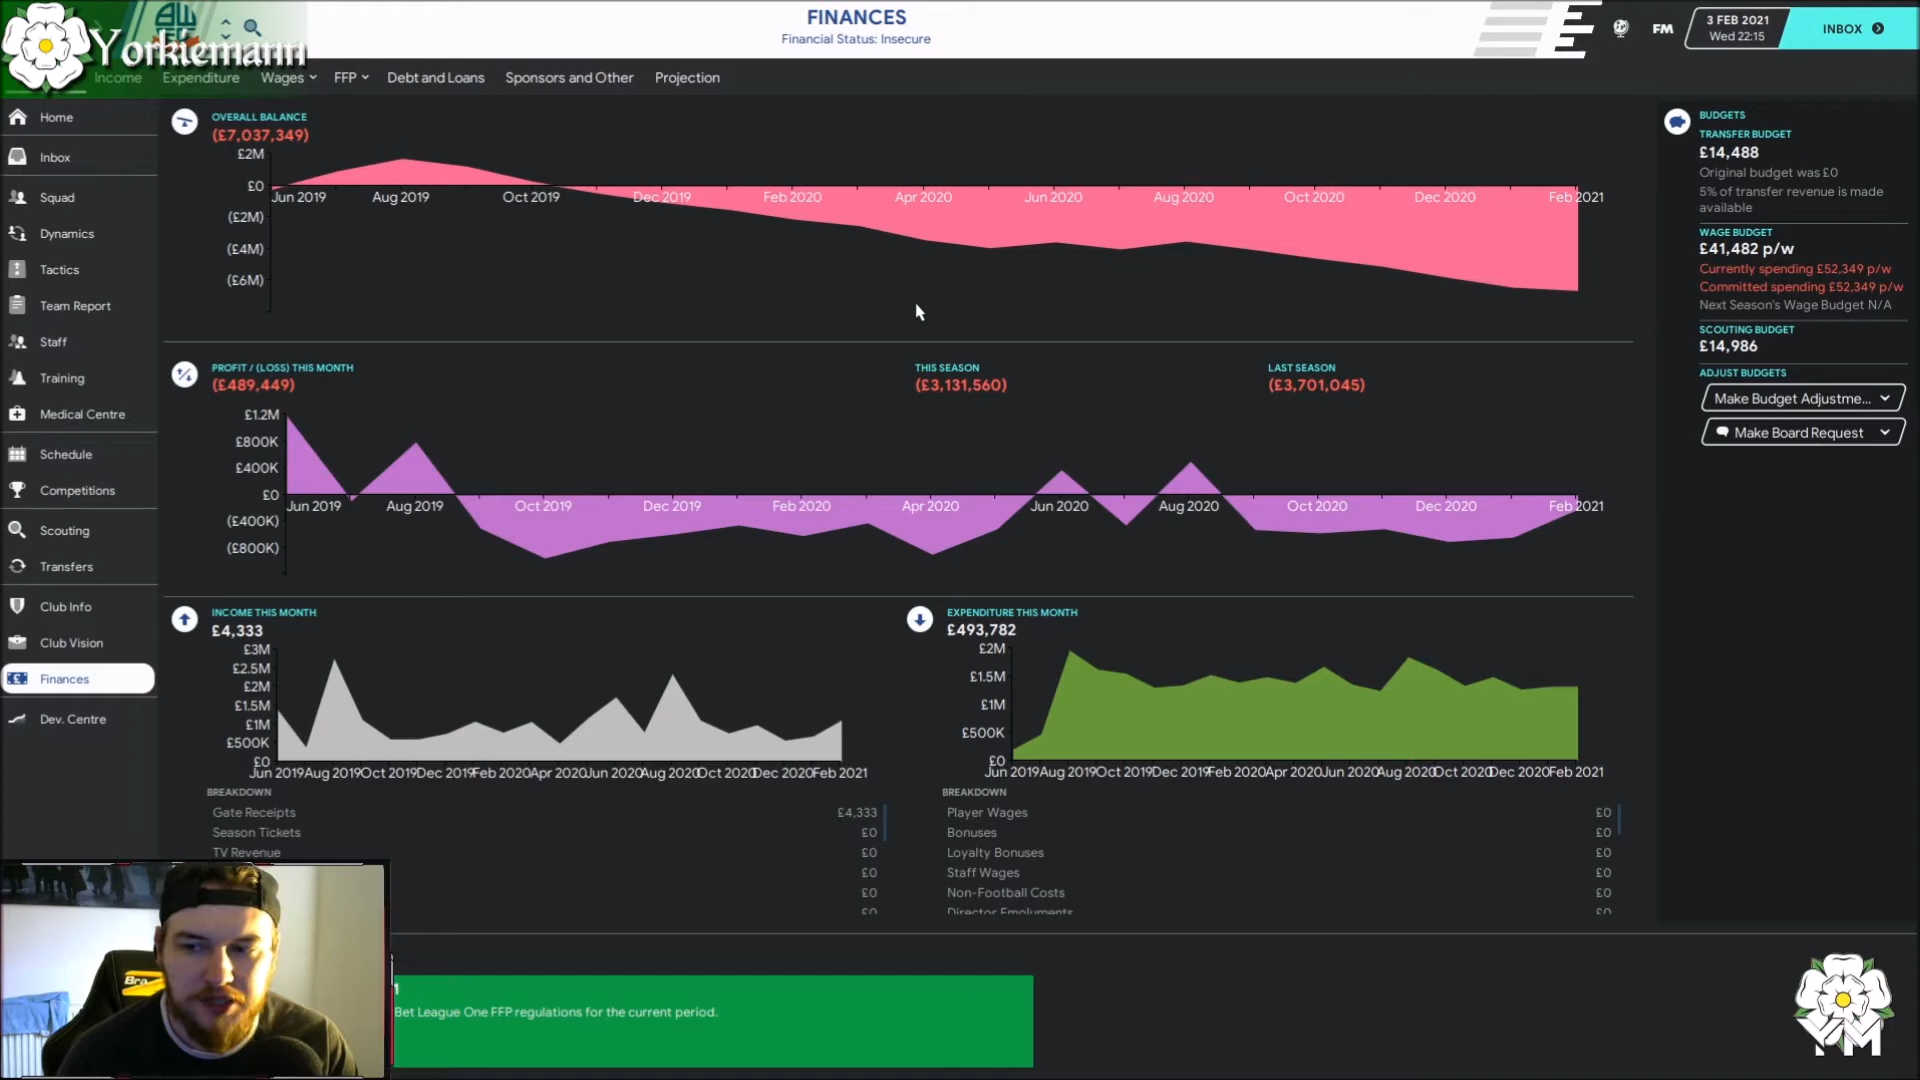 FINANCES
Financial Status: Insecure
FM
3 FEB 2021
Wed 22:15
INBOX
Yorkiemann
Income
Expenditure
Wages
FFP
Debt and Loans
Sponsors and Other
Projection
Home
Inbox
Squad
Dynamics
Tactics
Team Report
Staff
Training
Medical Centre
Schedule
Competitions
Scouting
Transfers
Club Info
Club Vision
Finances
Dev. Centre
OVERALL BALANCE
(£7,037,349)
£2M
£0
(£2M)
(£4M)
(£6M)
Jun 2019
Aug 2019
Oct 2019
Dec 2019
Feb 2020
Apr 2020
Jun 2020
Aug 2020
Oct 2020
Dec 2020
Feb 2021
PROFIT / (LOSS) THIS MONTH
(£489,449)
THIS SEASON
(£3,131,560)
LAST SEASON
(£3,701,045)
£1.2M
£800K
£400K
£0
(£400K)
(£800K)
Jun 2019
Aug 2019
Oct 2019
Dec 2019
Feb 2020
Apr 2020
Jun 2020
Aug 2020
Oct 2020
Dec 2020
Feb 2021
INCOME THIS MONTH
£4,333
£3M
£2.5M
£2M
£1.5M
£1M
£500K
£0
Jun 2019
Aug 2019
Oct 2019
Dec 2019
Feb 2020
Apr 2020
Jun 2020
Aug 2020
Oct 2020
Dec 2020
Feb 2021
BREAKDOWN
Gate Receipts £4,333
Season Tickets £0
TV Revenue £0
£0
£0
£0
EXPENDITURE THIS MONTH
£493,782
£2M
£1.5M
£1M
£500K
£0
Jun 2019
Aug 2019
Oct 2019
Dec 2019
Feb 2020
Apr 2020
Jun 2020
Aug 2020
Oct 2020
Dec 2020
Feb 2021
BREAKDOWN
Player Wages £0
Bonuses £0
Loyalty Bonuses £0
Staff Wages £0
Non-Football Costs £0
Director Emoluments £0
BUDGETS
TRANSFER BUDGET
£14,488
Original budget was £0
5% of transfer revenue is made
available
WAGE BUDGET
£41,482 p/w
Currently spending £52,349 p/w
Committed spending £52,349 p/w
Next Season's Wage Budget N/A
SCOUTING BUDGET
£14,986
ADJUST BUDGETS
Make Budget Adjustme...
Make Board Request
1
Bet League One FFP regulations for the current period.
YM